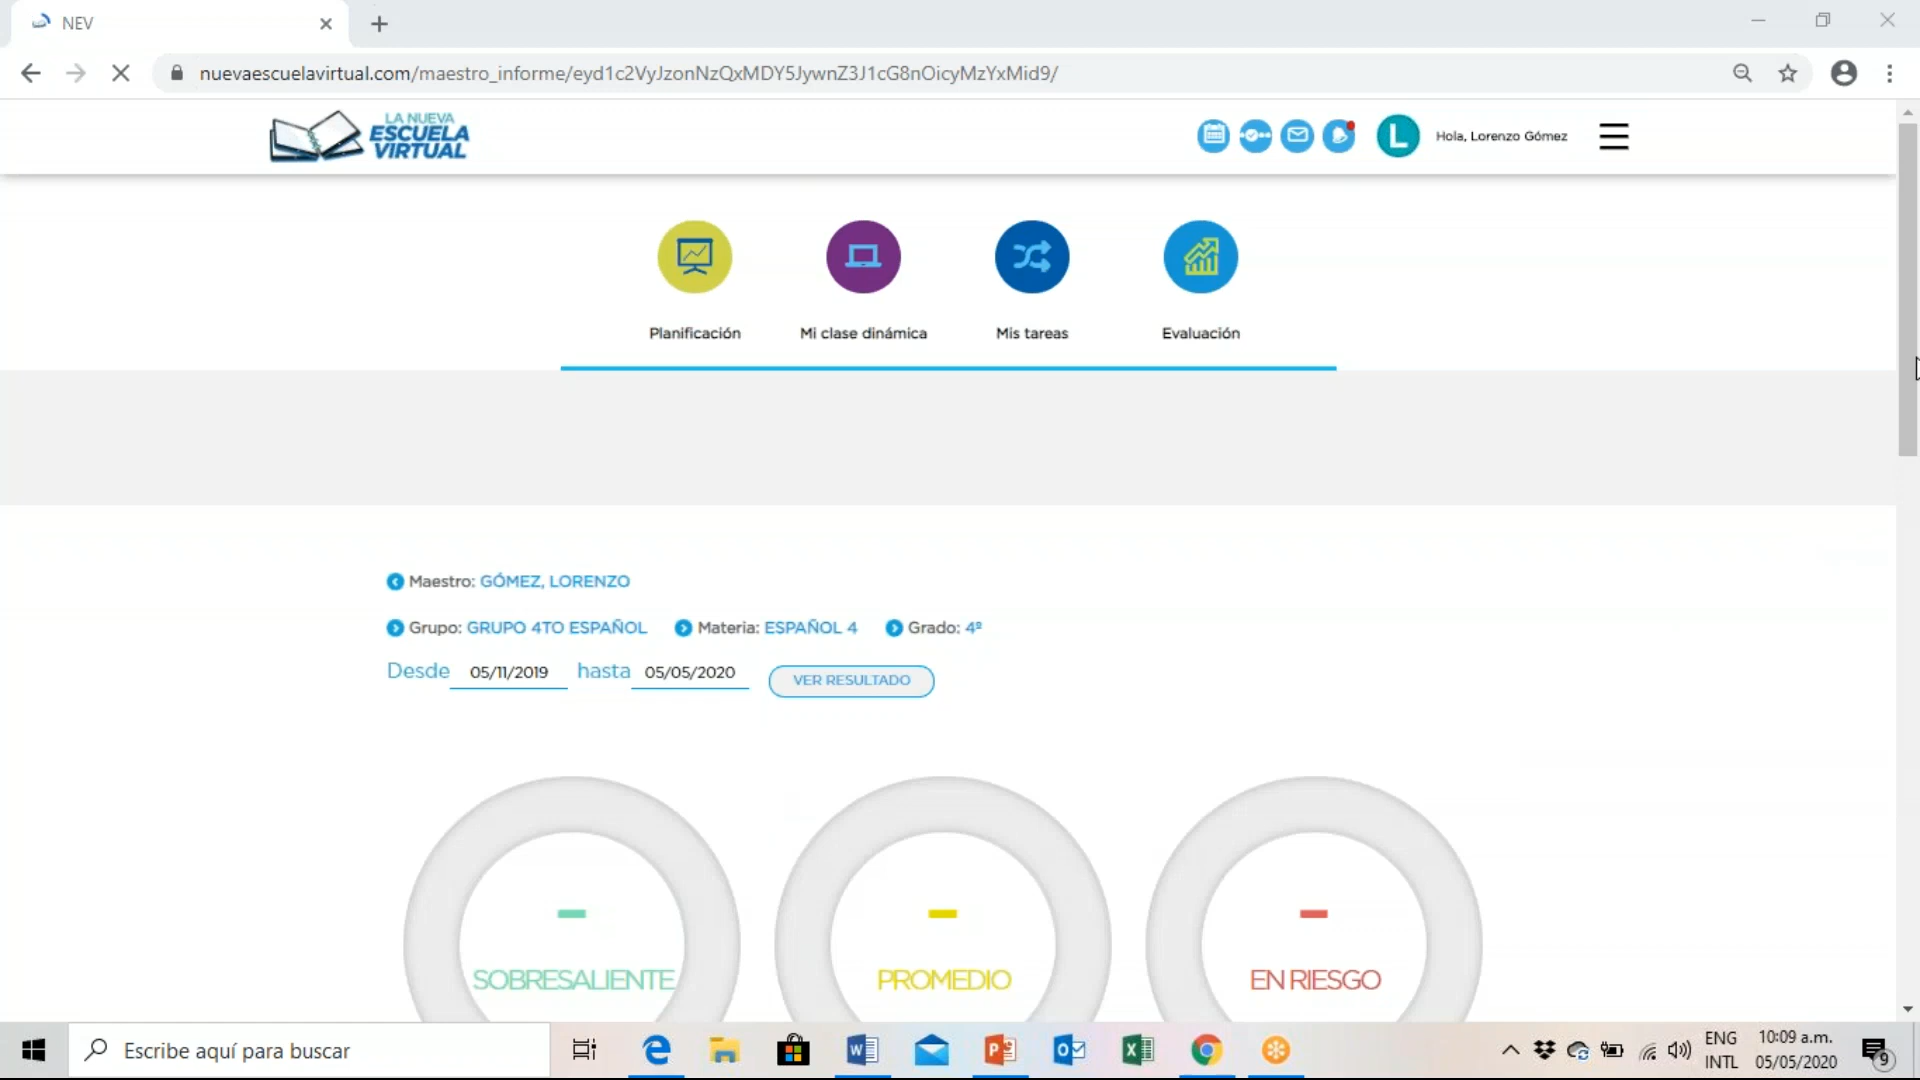 NEV
nuevaescuelavirtual.com/maestro_informe/eyd1c2VyJzonNzQxMDY5JywnZ3J1cG8nOicyMzYxMid9/
LA NUEVA
ESCUELA
VIRTUAL
L
Hola, Lorenzo Gómez
Planificación
Mi clase dinámica
Mis tareas
Evaluación
Maestro: GÓMEZ, LORENZO
Grupo: GRUPO 4TO ESPAÑOL Materia: ESPAÑOL 4 Grado: 4º
Desde 05/11/2019 hasta 05/05/2020 VER RESULTADO
SOBRESALIENTE
PROMEDIO
EN RIESGO
Escribe aquí para buscar
ENG
INTL
10:09 a.m.
05/05/2020
9